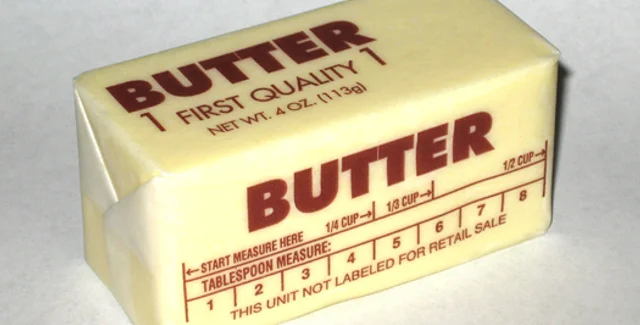 BUTTER
1 FIRST QUALITY 1
NET WT. 4 OZ. (113g)
BUTTER
1/2 CUP→
1/4 CUP→ 1/3 CUP→
←START MEASURE HERE
TABLESPOON MEASURE:
1 2 3 4 5 6 7 8
THIS UNIT NOT LABELED FOR RETAIL SALE